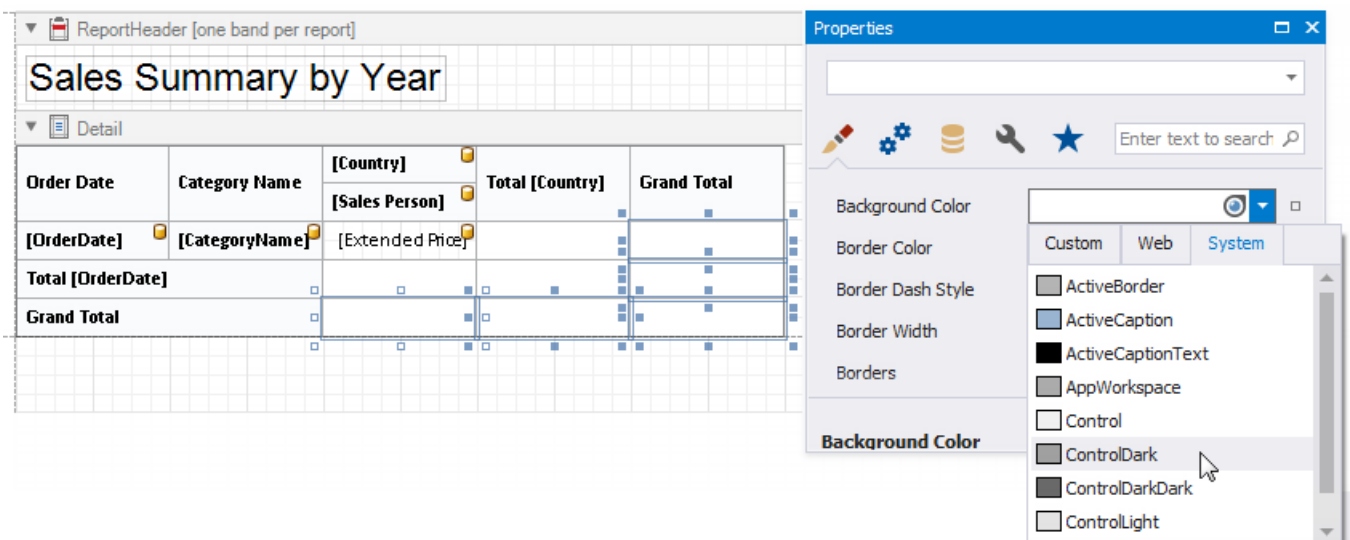 ReportHeader [one band per report]
Sales Summary by Year
Detail
Order Date
Category Name
[Country]
[Sales Person]
Total [Country]
Grand Total
[OrderDate]
[CategoryName]
[Extended Price]
Total [OrderDate]
Grand Total
Properties
Enter text to search
Background Color
Border Color
Border Dash Style
Border Width
Borders
Background Color
Custom
Web
System
ActiveBorder
ActiveCaption
ActiveCaptionText
AppWorkspace
Control
ControlDark
ControlDarkDark
ControlLight